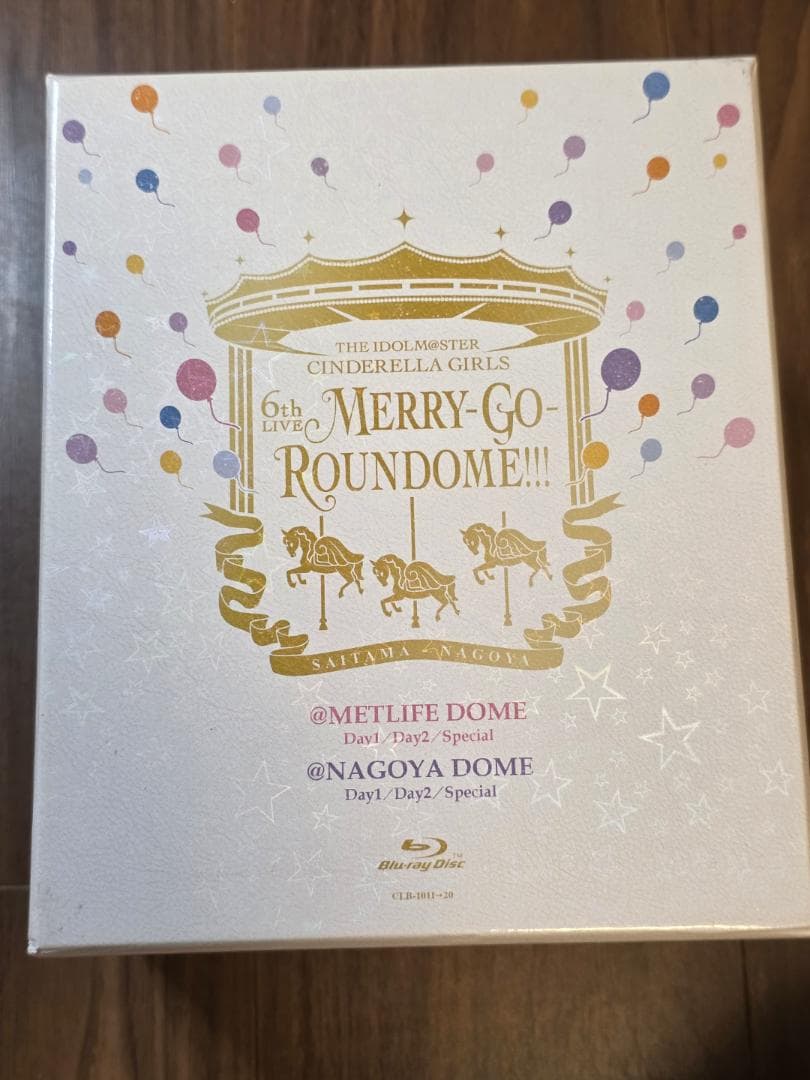 THE IDOLM@STER
CINDERELLA GIRLS
6th LIVE MERRY-GO-
ROUNDOME!!!
SAITAMA NAGOYA
@METLIFE DOME
Day1/Day2/Special
@NAGOYA DOME
Day1/Day2/Special
Blu-ray Disc™
CLB-1011→20